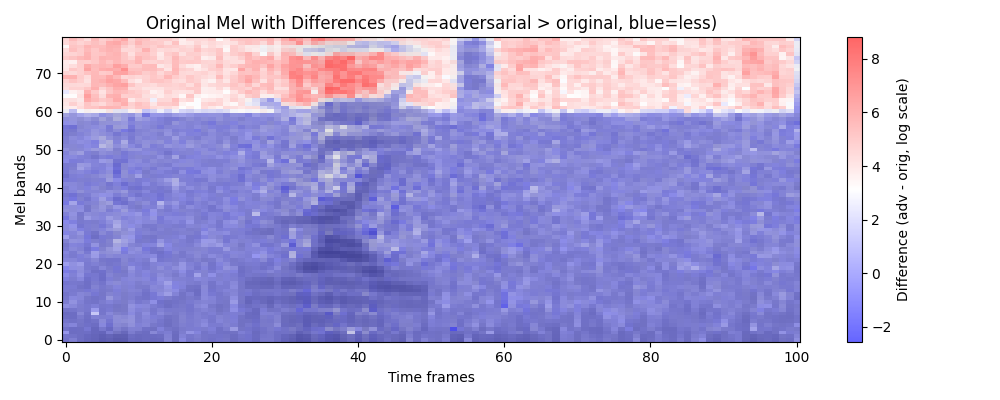 Original Mel with Differences (red=adversarial > original, blue=less)
70
60
50
40
30
20
10
0
Mel bands
0 20 40 60 80 100
Time frames
8
6
4
2
0
−2
Difference (adv - orig, log scale)